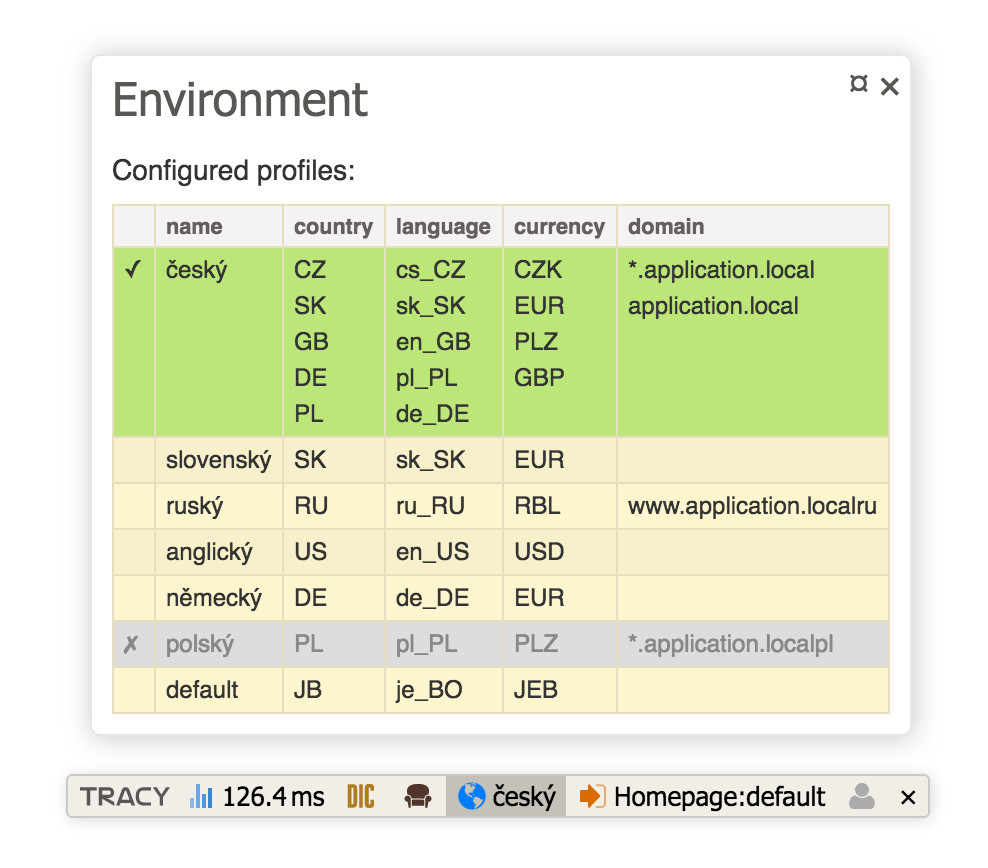 Environment
Configured profiles:
name country language currency domain
✓ český CZ cs_CZ CZK *.application.local
SK sk_SK EUR application.local
GB en_GB PLZ
DE pl_PL GBP
PL de_DE
slovenský SK sk_SK EUR
ruský RU ru_RU RBL www.application.localru
anglický US en_US USD
německý DE de_DE EUR
✗ polský PL pl_PL PLZ *.application.localpl
default JB je_BO JEB
TRACY 126.4 ms DIC český Homepage:default ×